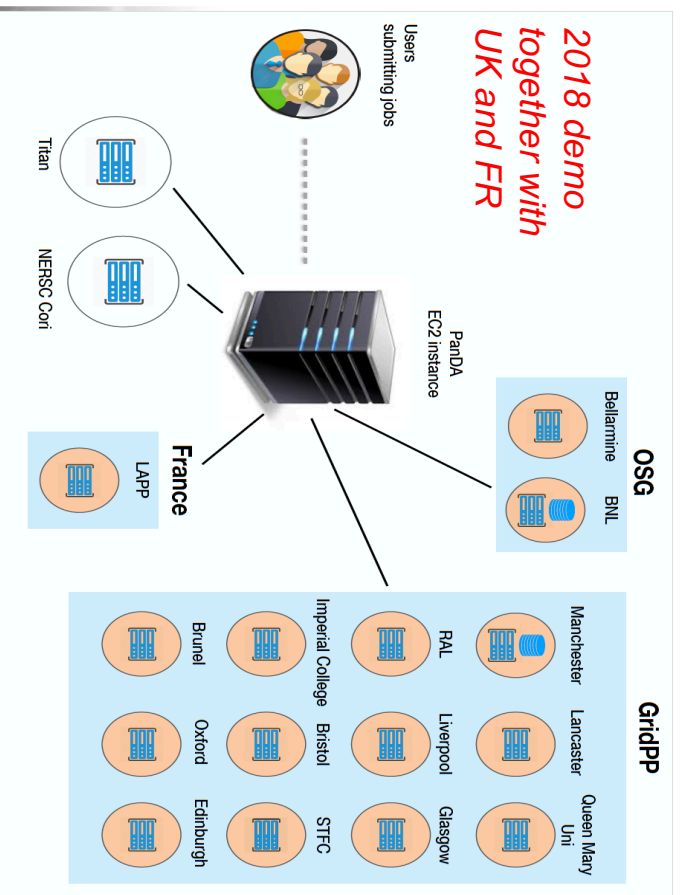 2018 demo
together with
UK and FR
Users
submitting jobs
Titan
NERSC Cori
PanDA
EC2 instance
OSG
Bellarmine
BNL
France
LAPP
GridPP
Manchester
Lancaster
Queen Mary
Uni
RAL
Liverpool
Glasgow
Imperial College
Bristol
STFC
Brunel
Oxford
Edinburgh